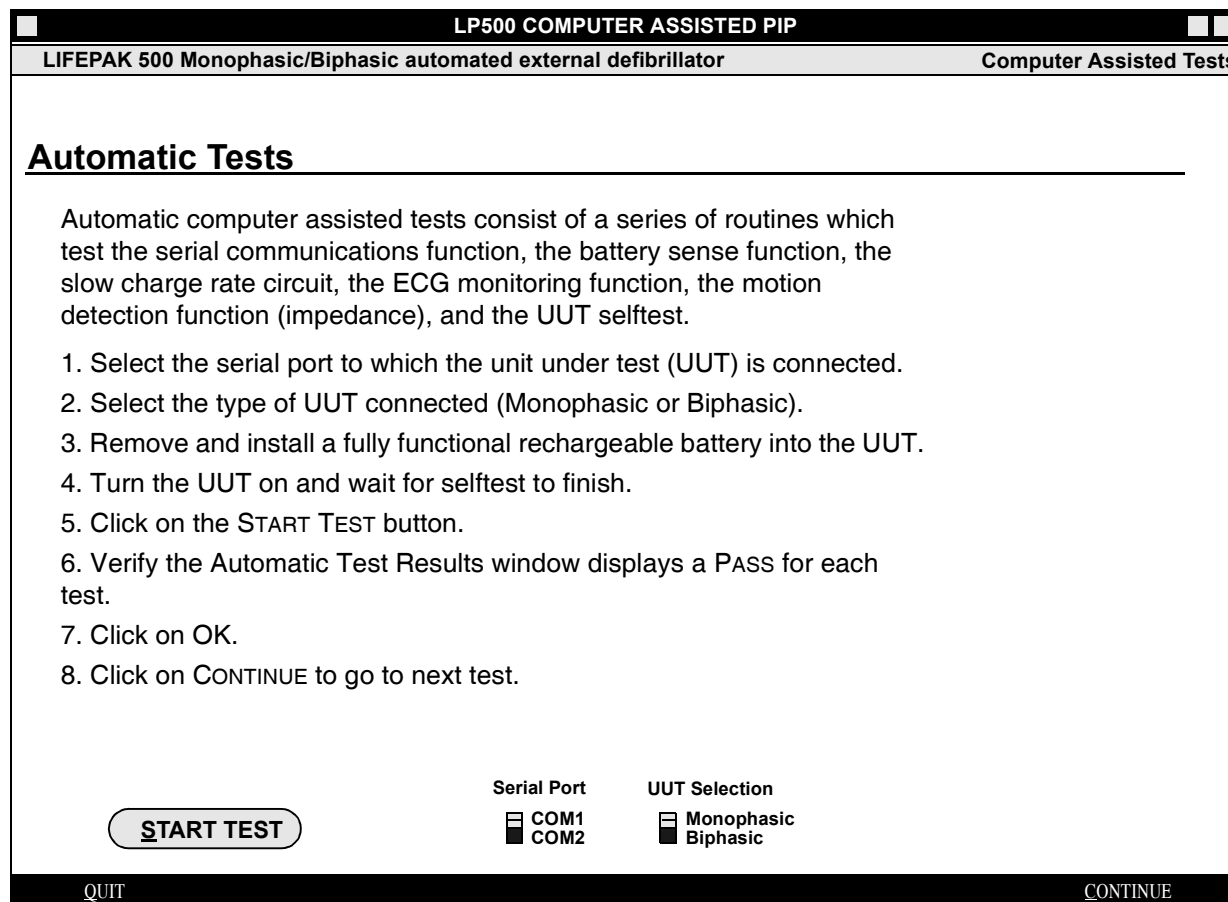 LP500 COMPUTER ASSISTED PIP
LIFEPAK 500 Monophasic/Biphasic automated external defibrillator Computer Assisted Tests
Automatic Tests
Automatic computer assisted tests consist of a series of routines which
test the serial communications function, the battery sense function, the
slow charge rate circuit, the ECG monitoring function, the motion
detection function (impedance), and the UUT selftest.
1. Select the serial port to which the unit under test (UUT) is connected.
2. Select the type of UUT connected (Monophasic or Biphasic).
3. Remove and install a fully functional rechargeable battery into the UUT.
4. Turn the UUT on and wait for selftest to finish.
5. Click on the START TEST button.
6. Verify the Automatic Test Results window displays a PASS for each
test.
7. Click on OK.
8. Click on CONTINUE to go to next test.
Serial Port UUT Selection
START TEST COM1 Monophasic
COM2 Biphasic
QUIT CONTINUE